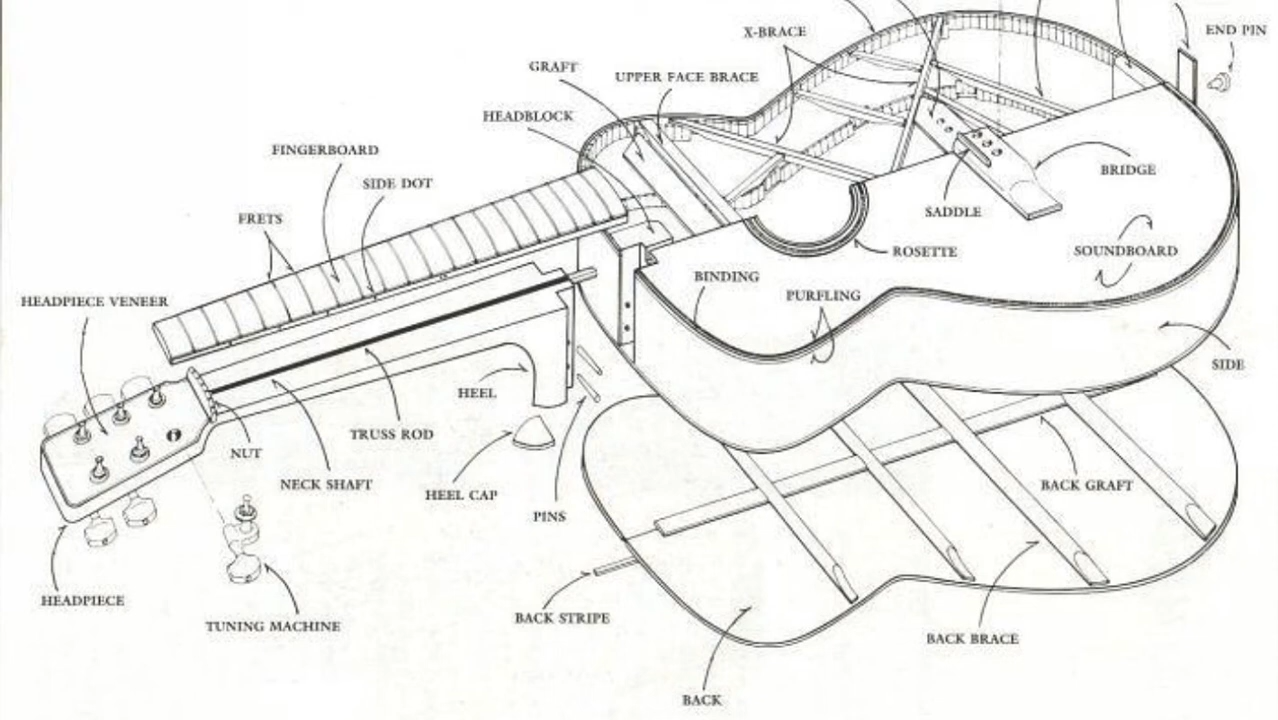 END PIN
X-BRACE
GRAFT
UPPER FACE BRACE
HEADBLOCK
FINGERBOARD
SIDE DOT
BRIDGE
FRETS
SADDLE
ROSETTE
SOUNDBOARD
BINDING
HEADPIECE VENEER
PURFLING
SIDE
HEEL
TRUSS ROD
NUT
NECK SHAFT
HEEL CAP
BACK GRAFT
PINS
HEADPIECE
BACK STRIPE
TUNING MACHINE
BACK BRACE
BACK